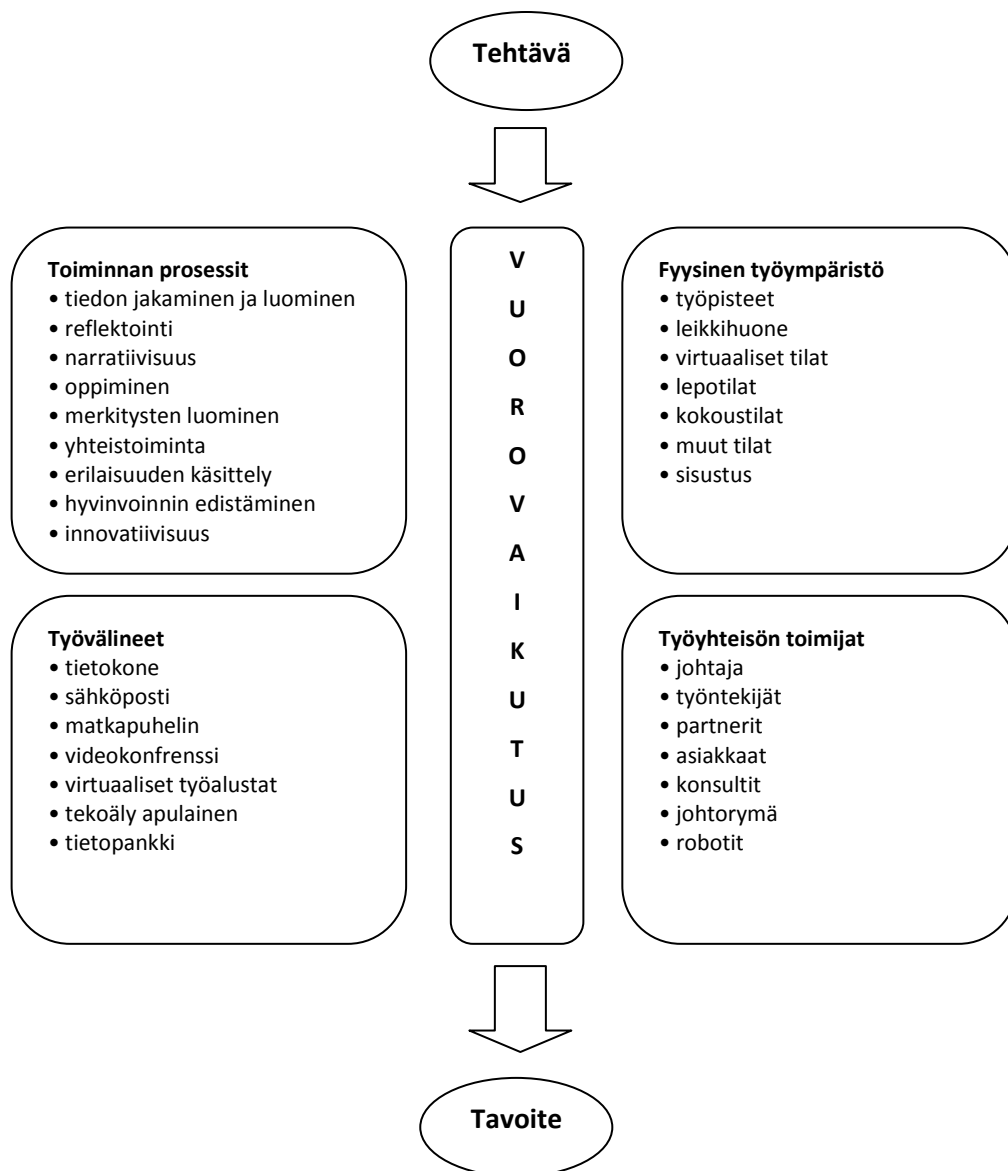 Tehtävä
Toiminnan prosessit
• tiedon jakaminen ja luominen
• reflektointi
• narratiivisuus
• oppiminen
• merkitysten luominen
• yhteistoiminta
• erilaisuuden käsittely
• hyvinvoinnin edistäminen
• innovatiivisuus
Työvälineet
• tietokone
• sähköposti
• matkapuhelin
• videokonfrenssi
• virtuaaliset työalustat
• tekoäly apulainen
• tietopankki
V
U
O
R
O
V
A
I
K
U
T
U
S
Fyysinen työympäristö
• työpisteet
• leikkihuone
• virtuaaliset tilat
• lepotilat
• kokoustilat
• muut tilat
• sisustus
Työyhteisön toimijat
• johtaja
• työntekijät
• partnerit
• asiakkaat
• konsultit
• johtorymä
• robotit
Tavoite